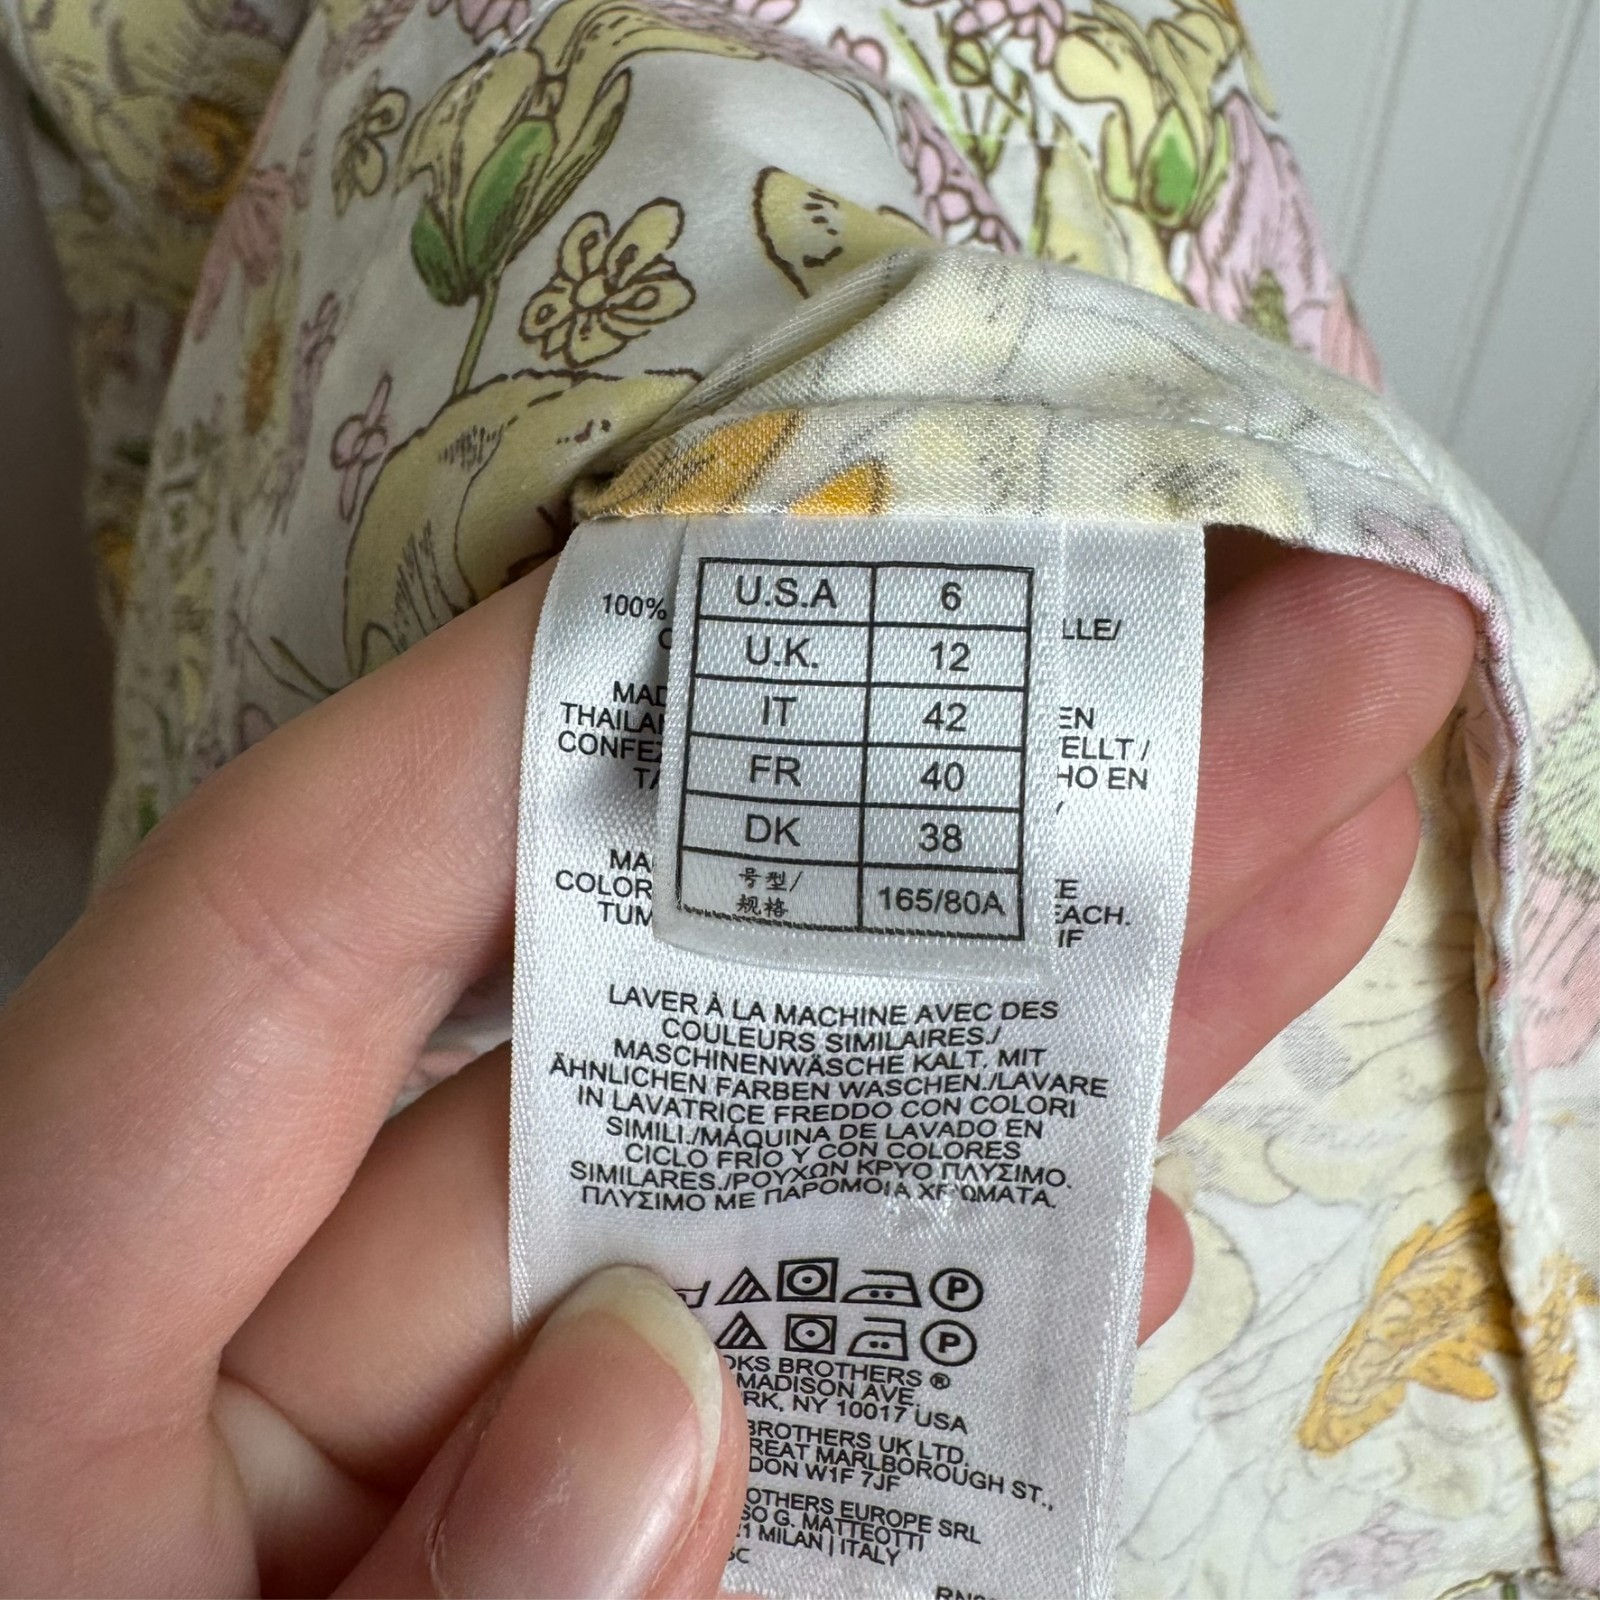 U.S.A 6
U.K. 12
IT 42
FR 40
DK 38
号型/ 165/80A
规格
100%
LLE/
MAD
THAILA
CONFEZ
EN
ELLT /
HO EN
MA
COLOR
TUM
EACH.
IF
LAVER À LA MACHINE AVEC DES
COULEURS SIMILAIRES./
MASCHINENWÄSCHE KALT, MIT
ÄHNLICHEN FARBEN WASCHEN./LAVARE
IN LAVATRICE FREDDO CON COLORI
SIMILI./MÁQUINA DE LAVADO EN
CICLO FRÍO Y CON COLORES
SIMILARES./ΡΟΥΧΩΝ ΚΡΥΟ ΠΛΥΣΙΜΟ.
ΠΛΥΣΙΜΟ ΜΕ ΠΑΡΟΜΟΙΑ ΧΡΩΜΑΤΑ.
P
P
OKS BROTHERS ®
MADISON AVE,
RK, NY 10017 USA
BROTHERS UK LTD.
REAT MARLBOROUGH ST.,
DON W1F 7JF
OTHERS EUROPE SRL
SO G. MATTEOTTI
1 MILAN | ITALY